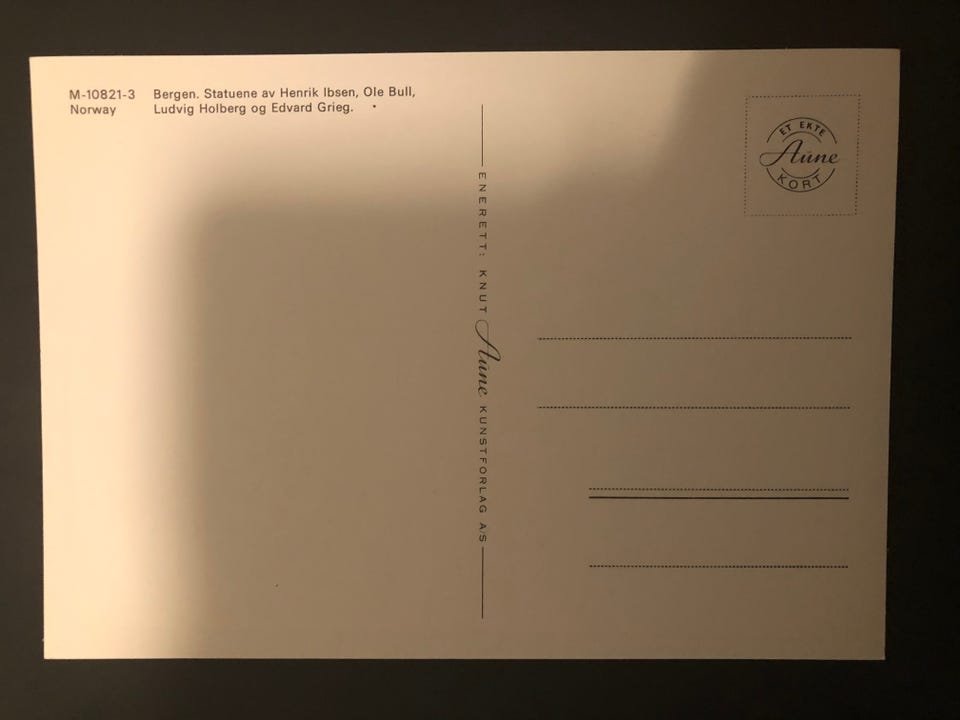 M-10821-3 Bergen. Statuene av Henrik Ibsen, Ole Bull,
Norway Ludvig Holberg og Edvard Grieg.
ENERETT: KNUT Aune KUNSTFORLAG A/S
ET EKTE
Aune
KORT